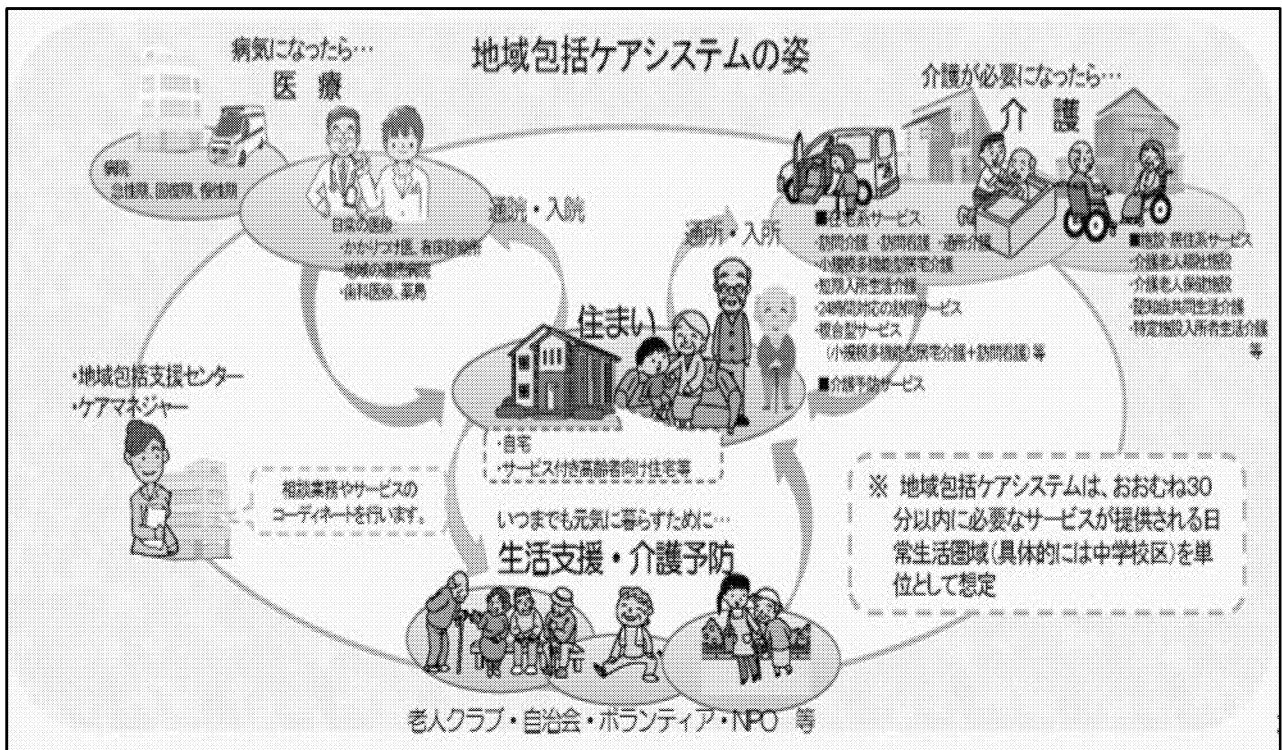 地域包括ケアシステムの姿
病気になったら…
医 療
病院
急性期、回復期、慢性期
日常の医療:
・かかりつけ医、有床診療所
・地域の連携病院
・歯科医療、薬局
通院・入院
通所・入所
介護が必要になったら…
介 護
■在宅系サービス:
・訪問介護 ・訪問看護 ・通所介護
・小規模多機能型居宅介護
・短期入所生活介護
・24時間対応の訪問サービス
・複合型サービス
(小規模多機能型居宅介護+訪問看護)等
■介護予防サービス
■施設・居住系サービス
・介護老人福祉施設
・介護老人保健施設
・認知症共同生活介護
・特定施設入所者生活介護
等
住まい
・自宅
・サービス付き高齢者向け住宅等
・地域包括支援センター
・ケアマネジャー
相談業務やサービスの
コーディネートを行います。
いつまでも元気に暮らすために…
生活支援・介護予防
老人クラブ・自治会・ボランティア・NPO 等
※ 地域包括ケアシステムは、おおむね30
分以内に必要なサービスが提供される日
常生活圏域(具体的には中学校区)を単
位として想定